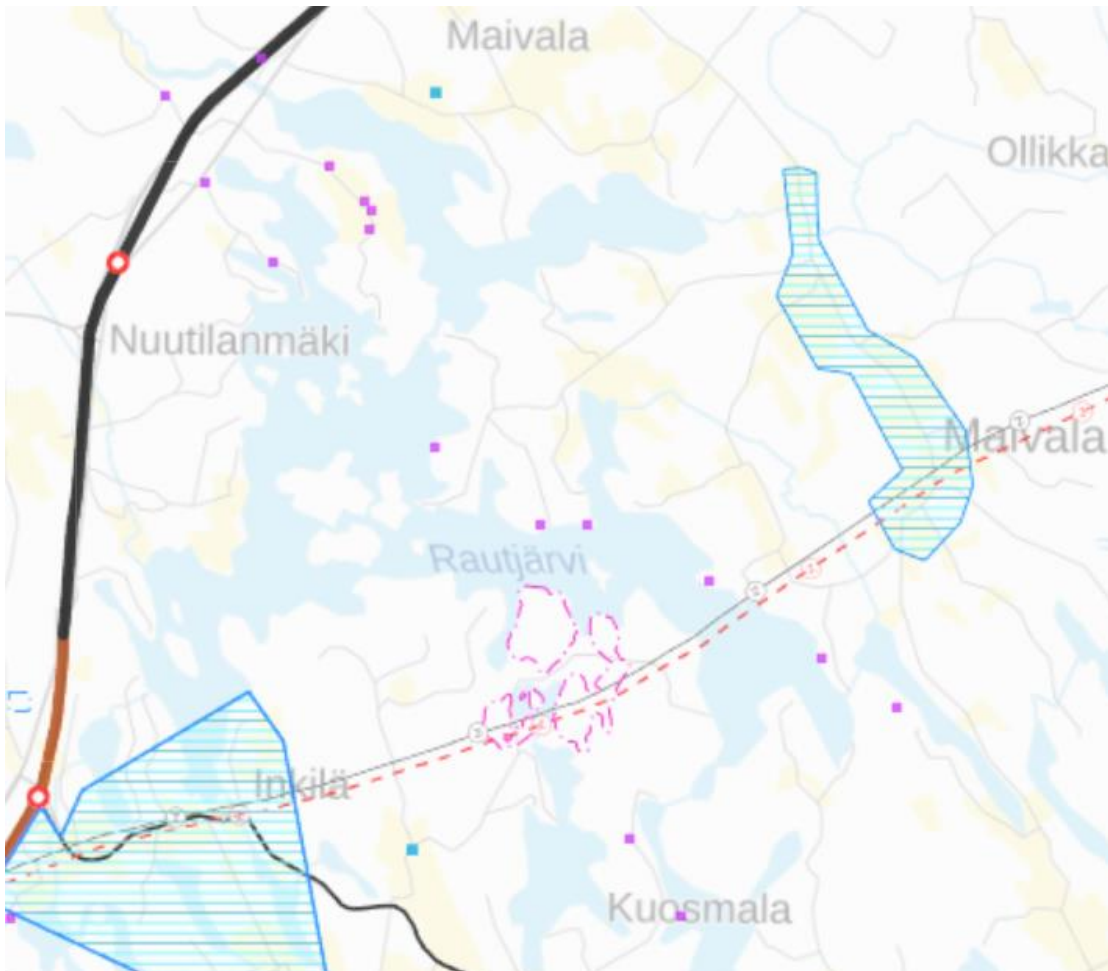 Maivala
Ollikka
Nuutilanmäki
Maivala
Rautjärvi
Inkilä
Kuosmala